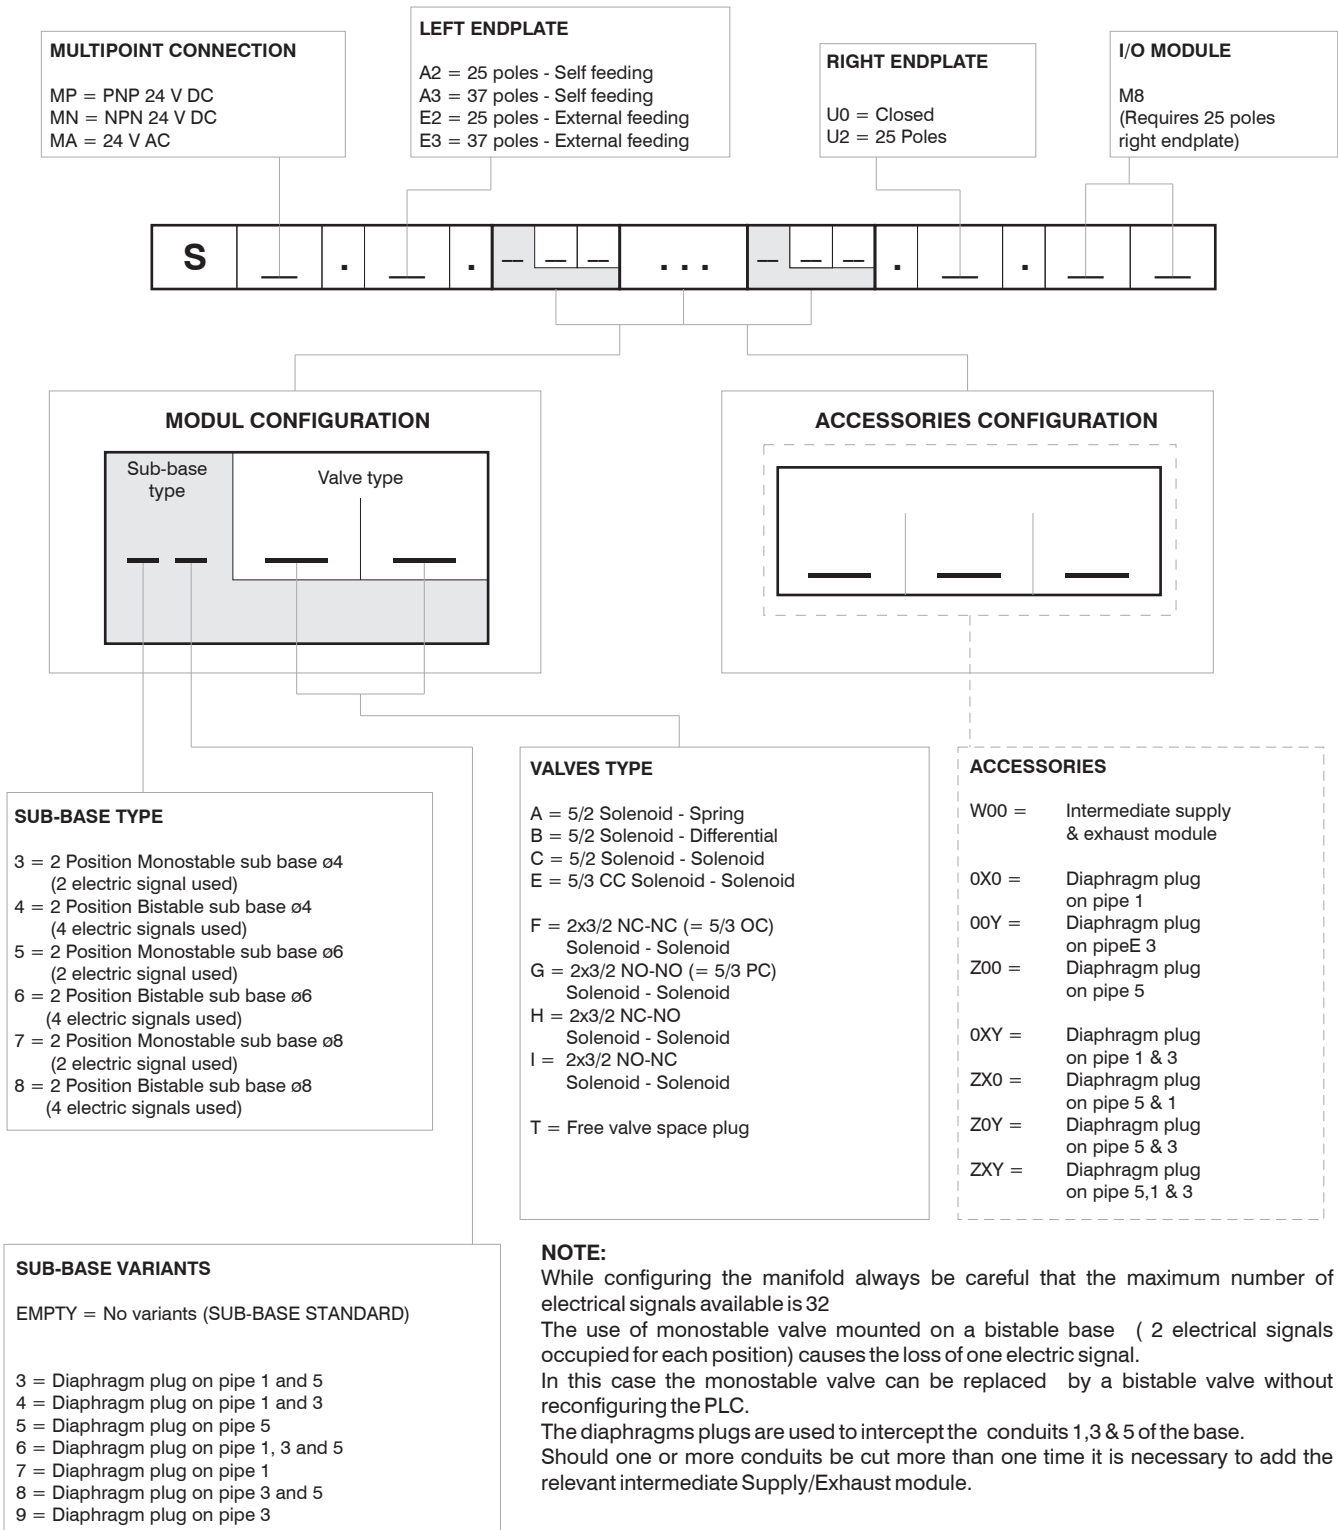 MULTIPOINT CONNECTION
MP = PNP 24 V DC
MN = NPN 24 V DC
MA = 24 V AC
LEFT ENDPLATE
A2 = 25 poles - Self feeding
A3 = 37 poles - Self feeding
E2 = 25 poles - External feeding
E3 = 37 poles - External feeding
RIGHT ENDPLATE
U0 = Closed
U2 = 25 Poles
I/O MODULE
M8
(Requires 25 poles
right endplate)
S __ . __ . __ __ __ . . . __ __ __ . __ . __ __
MODUL CONFIGURATION
Sub-base
type
Valve type
ACCESSORIES CONFIGURATION
SUB-BASE TYPE
3 = 2 Position Monostable sub base ø4
(2 electric signal used)
4 = 2 Position Bistable sub base ø4
(4 electric signals used)
5 = 2 Position Monostable sub base ø6
(2 electric signal used)
6 = 2 Position Bistable sub base ø6
(4 electric signals used)
7 = 2 Position Monostable sub base ø8
(2 electric signal used)
8 = 2 Position Bistable sub base ø8
(4 electric signals used)
VALVES TYPE
A = 5/2 Solenoid - Spring
B = 5/2 Solenoid - Differential
C = 5/2 Solenoid - Solenoid
E = 5/3 CC Solenoid - Solenoid
F = 2x3/2 NC-NC (= 5/3 OC)
Solenoid - Solenoid
G = 2x3/2 NO-NO (= 5/3 PC)
Solenoid - Solenoid
H = 2x3/2 NC-NO
Solenoid - Solenoid
I = 2x3/2 NO-NC
Solenoid - Solenoid
T = Free valve space plug
ACCESSORIES
W00 = Intermediate supply
& exhaust module
0X0 = Diaphragm plug
on pipe 1
00Y = Diaphragm plug
on pipeE 3
Z00 = Diaphragm plug
on pipe 5
0XY = Diaphragm plug
on pipe 1 & 3
ZX0 = Diaphragm plug
on pipe 5 & 1
Z0Y = Diaphragm plug
on pipe 5 & 3
ZXY = Diaphragm plug
on pipe 5,1 & 3
SUB-BASE VARIANTS
EMPTY = No variants (SUB-BASE STANDARD)
3 = Diaphragm plug on pipe 1 and 5
4 = Diaphragm plug on pipe 1 and 3
5 = Diaphragm plug on pipe 5
6 = Diaphragm plug on pipe 1, 3 and 5
7 = Diaphragm plug on pipe 1
8 = Diaphragm plug on pipe 3 and 5
9 = Diaphragm plug on pipe 3
NOTE:
While configuring the manifold always be careful that the maximum number of
electrical signals available is 32
The use of monostable valve mounted on a bistable base ( 2 electrical signals
occupied for each position) causes the loss of one electric signal.
In this case the monostable valve can be replaced by a bistable valve without
reconfiguring the PLC.
The diaphragms plugs are used to intercept the conduits 1,3 & 5 of the base.
Should one or more conduits be cut more than one time it is necessary to add the
relevant intermediate Supply/Exhaust module.